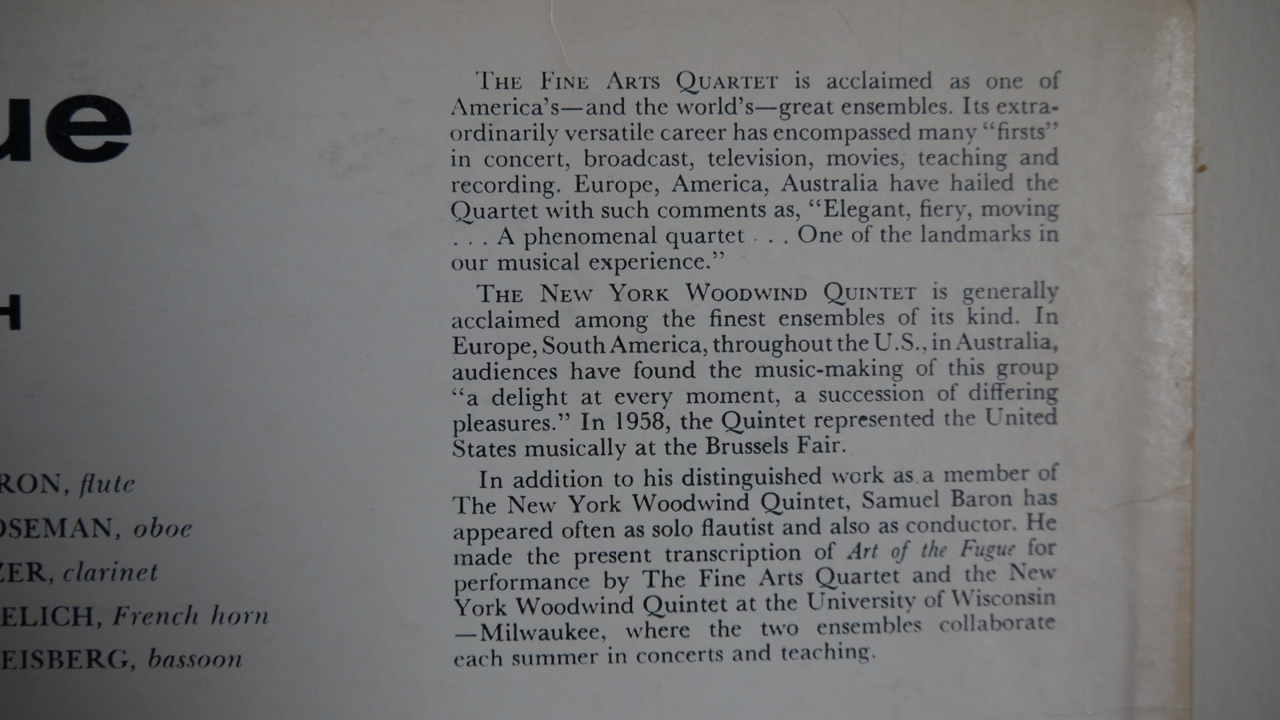 ue
H
RON, flute
OSEMAN, oboe
ZER, clarinet
ELICH, French horn
EISBERG, bassoon
THE FINE ARTS QUARTET is acclaimed as one of
America's—and the world's—great ensembles. Its extra-
ordinarily versatile career has encompassed many "firsts"
in concert, broadcast, television, movies, teaching and
recording. Europe, America, Australia have hailed the
Quartet with such comments as, "Elegant, fiery, moving
. . . A phenomenal quartet . . . One of the landmarks in
our musical experience."
THE NEW YORK WOODWIND QUINTET is generally
acclaimed among the finest ensembles of its kind. In
Europe, South America, throughout the U.S., in Australia,
audiences have found the music-making of this group
"a delight at every moment, a succession of differing
pleasures." In 1958, the Quintet represented the United
States musically at the Brussels Fair.
In addition to his distinguished work as a member of
The New York Woodwind Quintet, Samuel Baron has
appeared often as solo flautist and also as conductor. He
made the present transcription of Art of the Fugue for
performance by The Fine Arts Quartet and the New
York Woodwind Quintet at the University of Wisconsin
—Milwaukee, where the two ensembles collaborate
each summer in concerts and teaching.